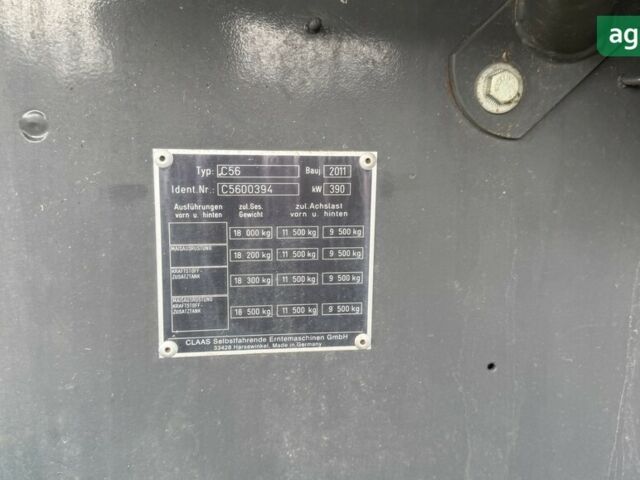 ag
Typ: C56 Bauj 2011
Ident.Nr.: C5600394 kW 390
Ausführungen vorn u. hinten zul.Ges. Gewicht zul.Achslast vorn u. hinten
18 000 kg 11 500 kg 9 500 kg
MAASAUSRÜSTUNG 18 200 kg 11 500 kg 9 500 kg
KRAFTSTOFF-
ZUSATZTANK 18 300 kg 11 500 kg 9 500 kg
MAISAUSRÜSTUNG
KRAFTSTOFF-
ZUSATZTANK 18 500 kg 11 500 kg 9 500 kg
CLAAS Selbstfahrende Erntemaschinen GmbH
33428 Harsewinkel, Made in Germany